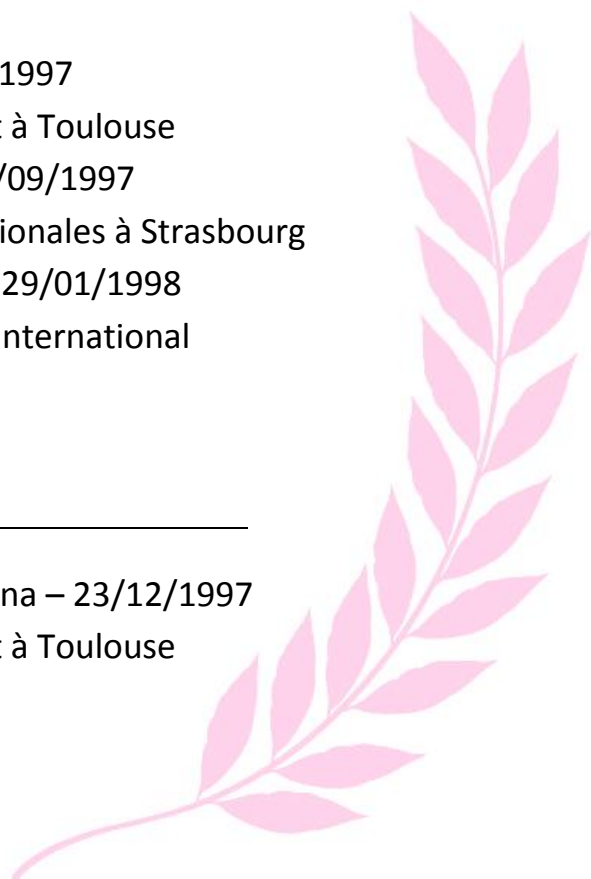 1997
à Toulouse
/09/1997
ionales à Strasbourg
29/01/1998
nternational
na – 23/12/1997
à Toulouse